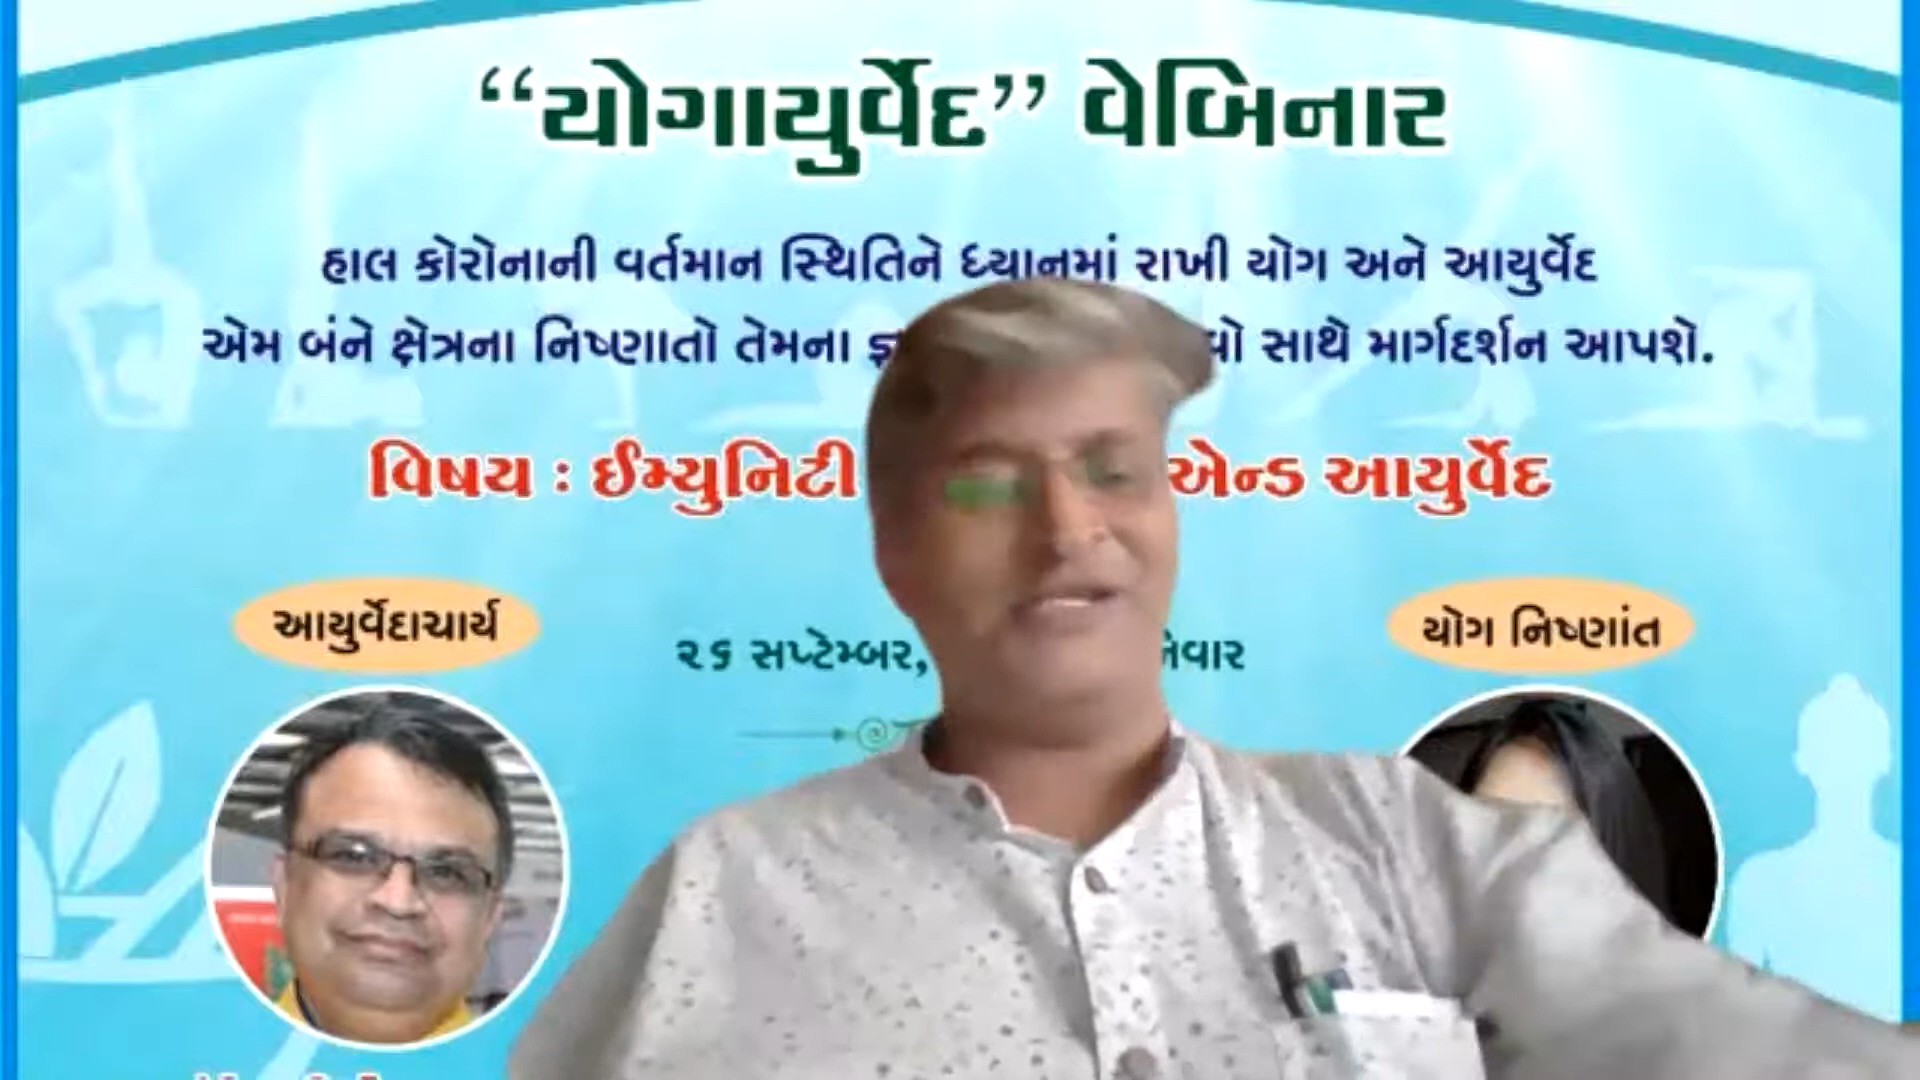 “યોગાયુર્વેદ” વેબિનાર
હાલ કોરોનાની વર્તમાન સ્થિતિને ધ્યાનમાં રાખી યોગ અને આયુર્વેદ
એમ બંને ક્ષેત્રના નિષ્ણાતો તેમના સાથે માર્ગદર્શન આપશે.
વિષય : ઈમ્યુનિટી એન્ડ આયુર્વેદ
આયુર્વેદાચાર્ય
યોગ નિષ્ણાંત
૨૬ સપ્ટેમ્બર,